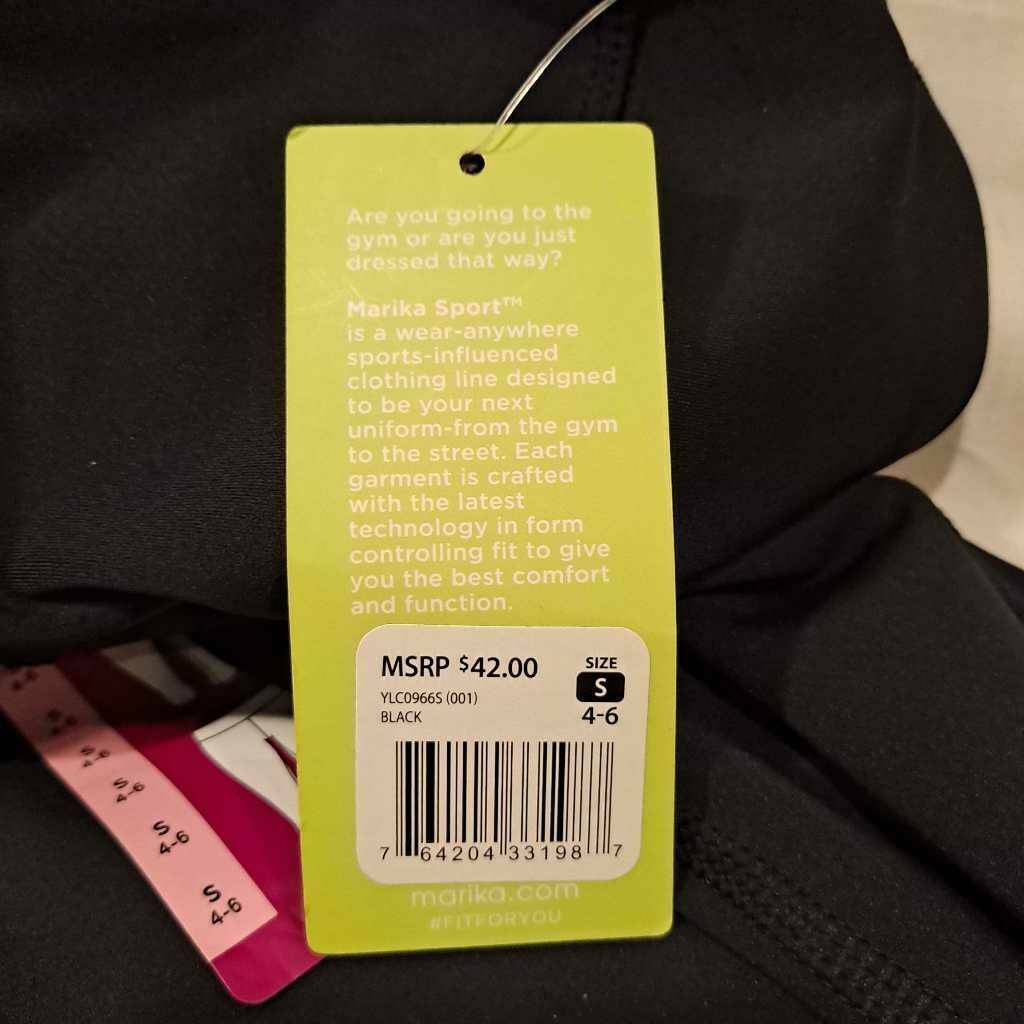 Are you going to the
gym or are you just
dressed that way?
Marika Sport™
is a wear-anywhere
sports-influenced
clothing line designed
to be your next
uniform-from the gym
to the street. Each
garment is crafted
with the latest
technology in form
controlling fit to give
you the best comfort
and function.
MSRP $42.00
SIZE
S
4-6
YLC0966S (001)
BLACK
7 64204 33198 7
marika.com
#FITFORYOU
4-6
S
4-6
S
4-6
S
4-6
S
4-6